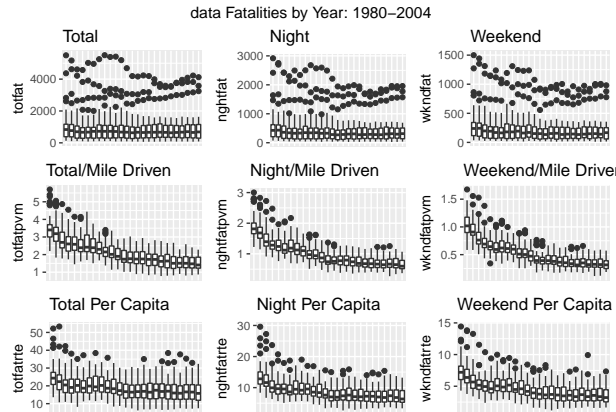 data Fatalities by Year: 1980–2004
Total
Night
Weekend
totfat
4000
2000
0
nghtfat
3000
2000
1000
0
wkndfat
1500
1000
500
0
Total/Mile Driven
Night/Mile Driven
Weekend/Mile Driven
totfatpvm
5
4
3
2
1
nghtfatpvm
3
2
1
wkndfatpvm
1.5
1.0
0.5
Total Per Capita
Night Per Capita
Weekend Per Capita
totfatrte
50
40
30
20
10
nghtfatrte
30
20
10
wkndfatrte
15
10
5